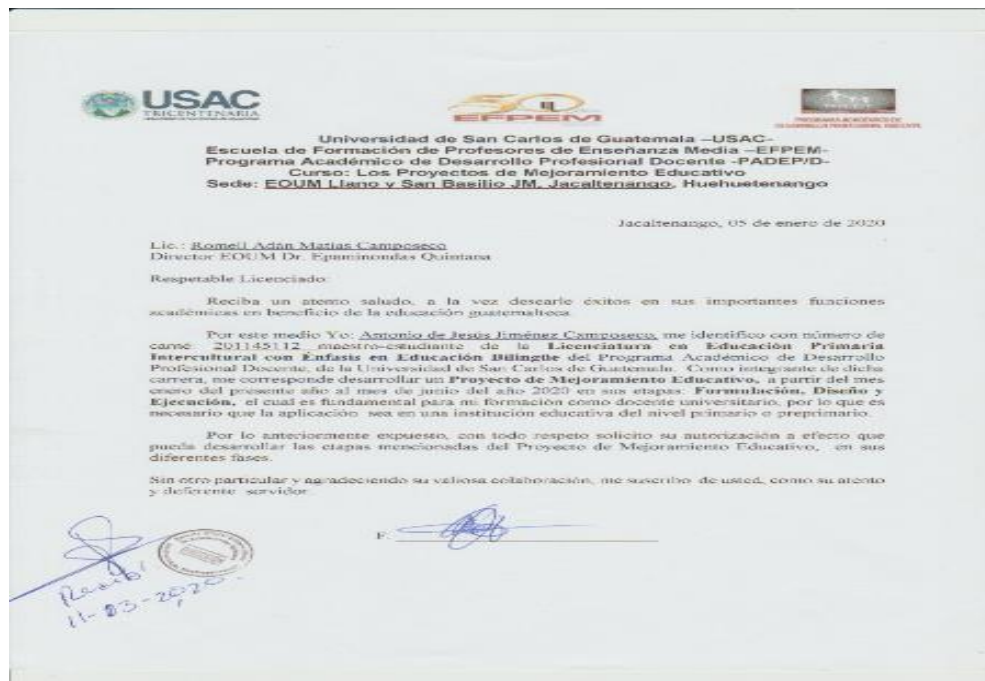 USAC
TRICENTENARIA
50
EFPEM
PROGRAMA ACADÉMICO DE
DESARROLLO PROFESIONAL DOCENTE
Universidad de San Carlos de Guatemala –USAC-
Escuela de Formación de Profesores de Enseñanza Media –EFPEM-
Programa Académico de Desarrollo Profesional Docente -PADEP/D-
Curso: Los Proyectos de Mejoramiento Educativo
Sede: EOUM Llano y San Basilio JM, Jacaltenango, Huehuetenango
Jacaltenango, 05 de enero de 2020
Lic.: Romeli Adán Matías Camposeco
Director EOUM Dr. Epaminondas Quintana
Respetable Licenciado:
Reciba un atento saludo, a la vez desearle éxitos en sus importantes funciones
académicas en beneficio de la educación guatemalteca.
Por este medio Yo: Antonio de Jesús Jiménez Camposeco, me identifico con número de
carné 201145112 maestro-estudiante de la Licenciatura en Educación Primaria
Intercultural con Énfasis en Educación Bilingüe del Programa Académico de Desarrollo
Profesional Docente, de la Universidad de San Carlos de Guatemala. Como integrante de dicha
carrera, me corresponde desarrollar un Proyecto de Mejoramiento Educativo, a partir del mes
enero del presente año al mes de junio del año 2020 en sus etapas: Formulación, Diseño y
Ejecución, el cual es fundamental para mi formación como docente universitario, por lo que es
necesario que la aplicación sea en una institución educativa del nivel primario o preprimario.
Por lo anteriormente expuesto, con todo respeto solicito su autorización a efecto que
pueda desarrollar las etapas mencionadas del Proyecto de Mejoramiento Educativo, en sus
diferentes fases.
Sin otro particular y agradeciendo su valiosa colaboración, me suscribo de usted, como su atento
y deferente servidor.
F.
Recibí
11-03-2020.